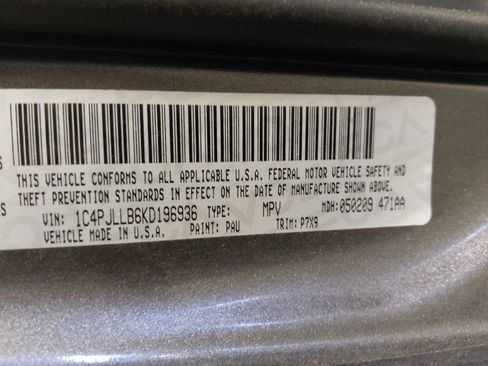 THIS VEHICLE CONFORMS TO ALL APPLICABLE U.S.A. FEDERAL MOTOR VEHICLE SAFETY AND
THEFT PREVENTION STANDARDS IN EFFECT ON THE DATE OF MANUFACTURE SHOWN ABOVE.
VIN: 1C4PJLLB6KD196936 TYPE: MPV MDH: 050209 471AA
VEHICLE MADE IN U.S.A. PAINT: PAU TRIM: P7X9